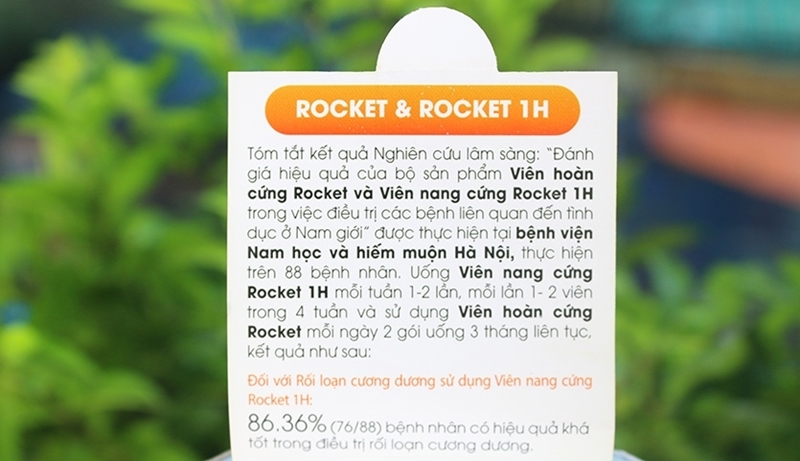 ROCKET & ROCKET 1H
Tóm tắt kết quả Nghiên cứu lâm sàng: "Đánh
giá hiệu quả của bộ sản phẩm Viên hoàn
cứng Rocket và Viên nang cứng Rocket 1H
trong việc điều trị các bệnh liên quan đến tình
dục ở Nam giới" được thực hiện tại bệnh viện
Nam học và hiếm muộn Hà Nội, thực hiện
trên 88 bệnh nhân. Uống Viên nang cứng
Rocket 1H mỗi tuần 1-2 lần, mỗi lần 1- 2 viên
trong 4 tuần và sử dụng Viên hoàn cứng
Rocket mỗi ngày 2 gói uống 3 tháng liên tục,
kết quả như sau:
Đối với Rối loạn cương dương sử dụng Viên nang cứng
Rocket 1H:
86.36% (76/88) bệnh nhân có hiệu quả khá
tốt trong điều trị rối loạn cương dương.